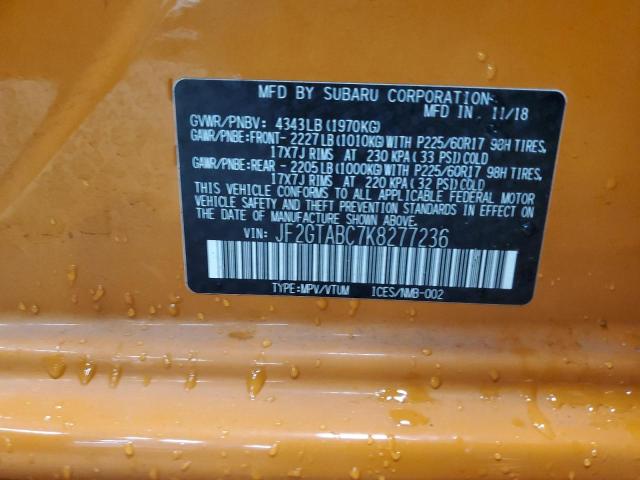 MFD BY SUBARU CORPORATION MFD IN 11/18
GVWR/PNBV: 4343LB(1970KG)
GAWR/PNBE:FRONT- 2227LB(1010KG)WITH P225/60R17 98H TIRES,
17X7J RIMS AT 230 KPA(33 PSI)COLD
GAWR/PNBE:REAR - 2205LB(1000KG)WITH P225/60R17 98H TIRES,
17X7J RIMS AT 220 KPA(32 PSI)COLD
THIS VEHICLE CONFORMS TO ALL APPLICABLE FEDERAL MOTOR
VEHICLE SAFETY AND THEFT PREVENTION STANDARDS IN EFFECT
ON THE DATE OF MANUFACTURE SHOWN ABOVE.
VIN: JF2GTABC7K8277236
TYPE:MPV/VTUM ICES/NMB-002